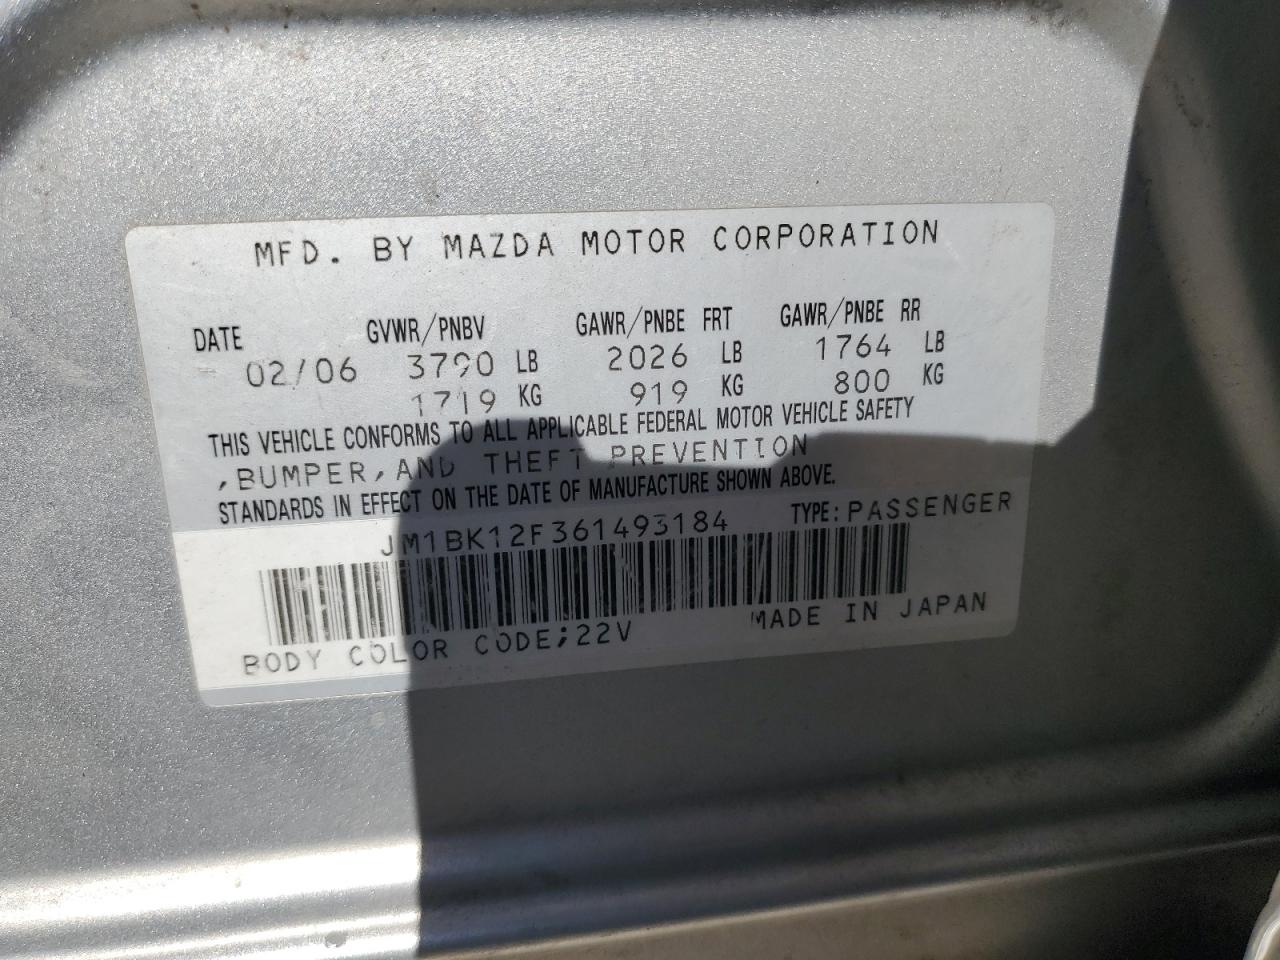 MFD. BY MAZDA MOTOR CORPORATION
DATE GVWR/PNBV GAWR/PNBE FRT GAWR/PNBE RR
02/06 3790 LB 2026 LB 1764 LB
1719 KG 919 KG 800 KG
THIS VEHICLE CONFORMS TO ALL APPLICABLE FEDERAL MOTOR VEHICLE SAFETY
,BUMPER,AND THEFT PREVENTION
STANDARDS IN EFFECT ON THE DATE OF MANUFACTURE SHOWN ABOVE.
JM1BK12F361493184 TYPE: PASSENGER
BODY COLOR CODE;22V MADE IN JAPAN